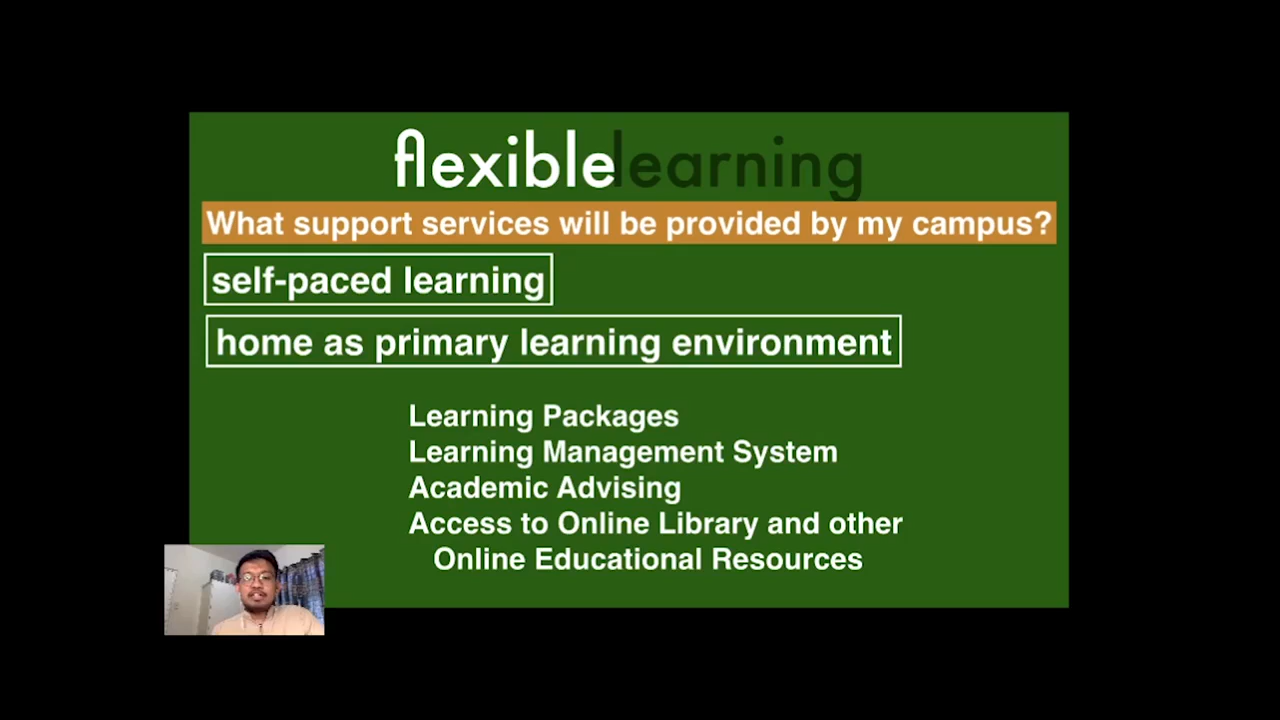 flexiblelearning
What support services will be provided by my campus?
self-paced learning
home as primary learning environment
Learning Packages
Learning Management System
Academic Advising
Access to Online Library and other
Online Educational Resources